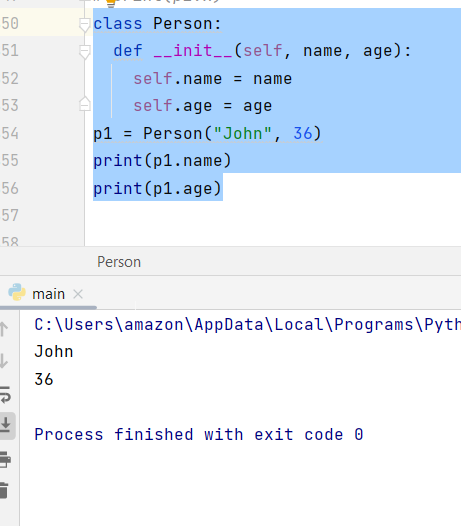 50 class Person:
51   def __init__(self, name, age):
52     self.name = name
53     self.age = age
54 p1 = Person("John", 36)
55 print(p1.name)
56 print(p1.age)
57
58
Person
main
C:\Users\amazon\AppData\Local\Programs\Pyth
John
36
Process finished with exit code 0